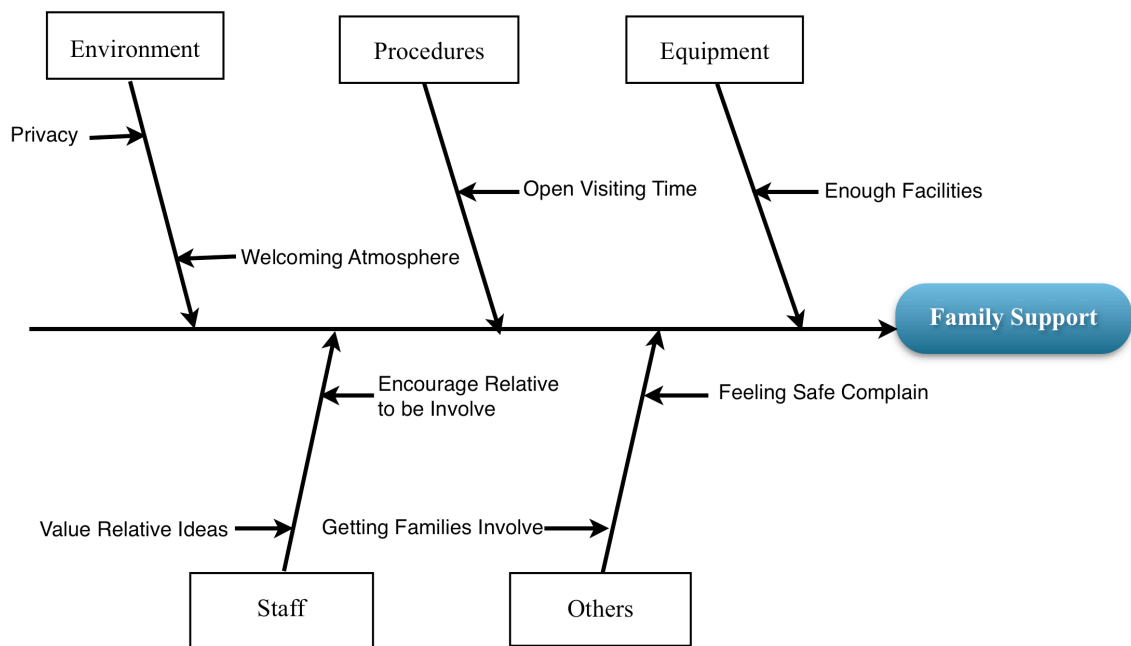 Environment
Procedures
Equipment
Privacy
Open Visiting Time
Enough Facilities
Welcoming Atmosphere
Family Support
Encourage Relative
to be Involve
Feeling Safe Complain
Value Relative Ideas
Getting Families Involve
Staff
Others